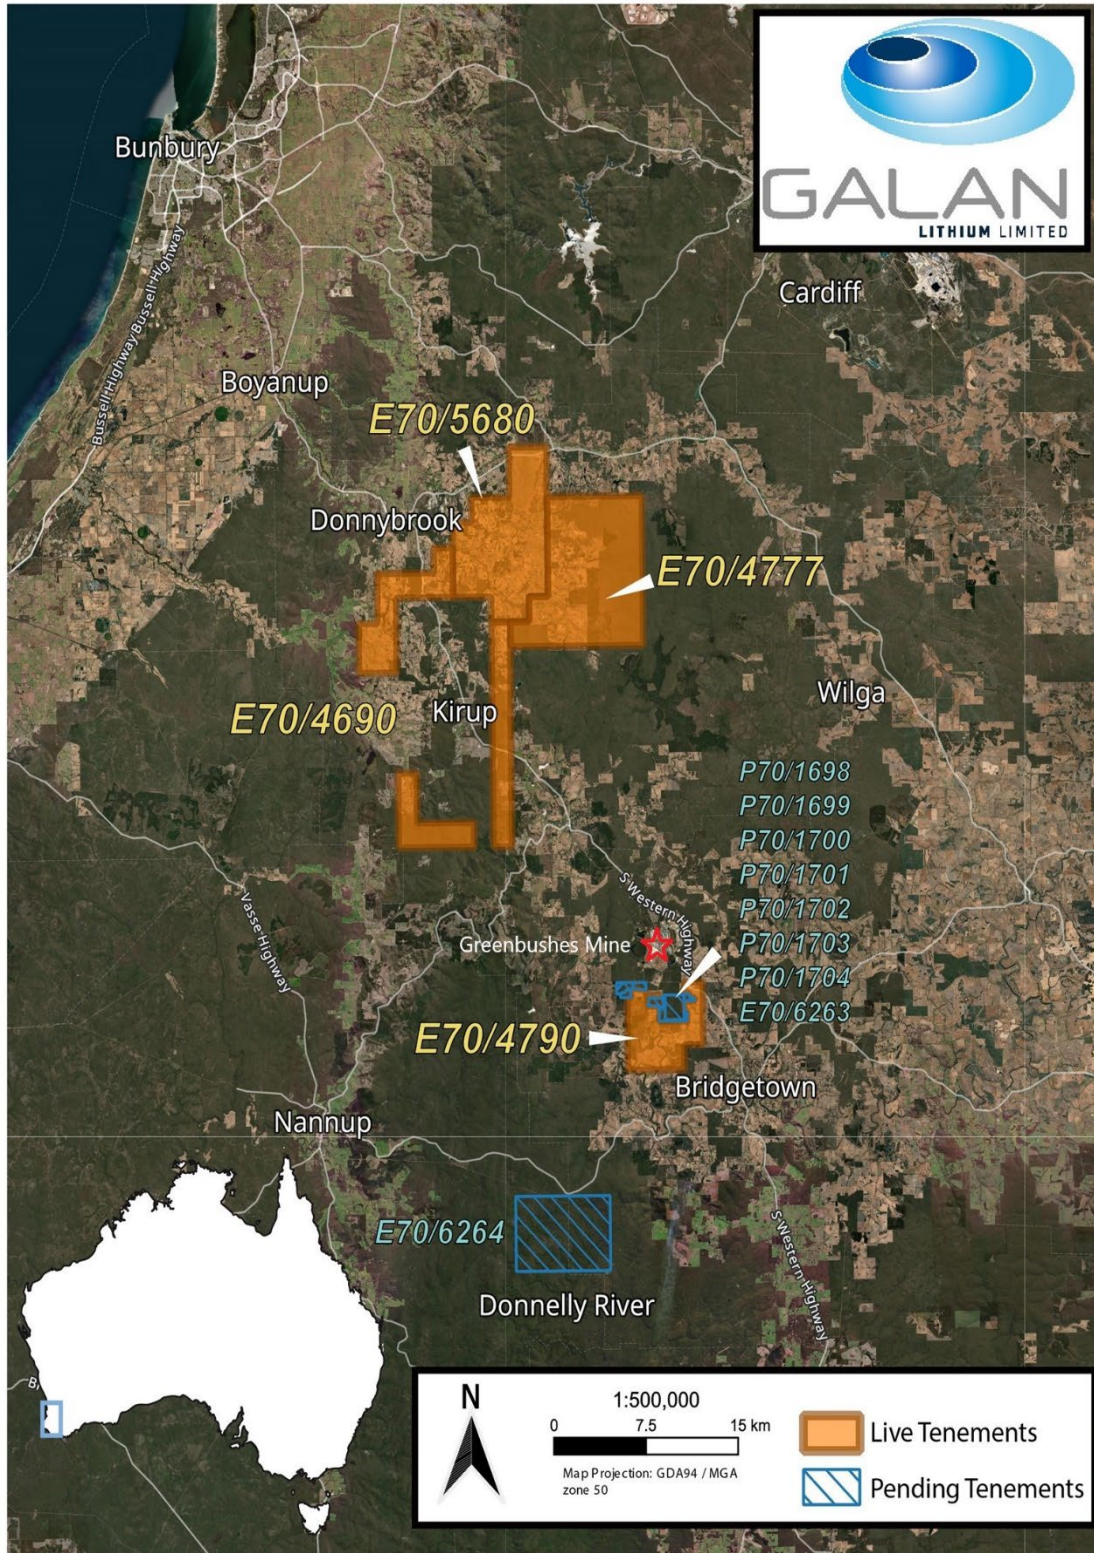 GALAN
LITHIUM LIMITED
Bunbury
Cardiff
Bussell Highway
Bussell Highway
Boyanup
E70/5680
Donnybrook
E70/4777
Wilga
E70/4690
Kirup
P70/1698
P70/1699
P70/1700
P70/1701
P70/1702
P70/1703
P70/1704
E70/6263
S Western Highway
Vasse Highway
Greenbushes Mine
E70/4790
Bridgetown
Nannup
E70/6264
S Western Highway
Donnelly River
B
N
1:500,000
0 7.5 15 km
Map Projection: GDA94 / MGA
zone 50
Live Tenements
Pending Tenements